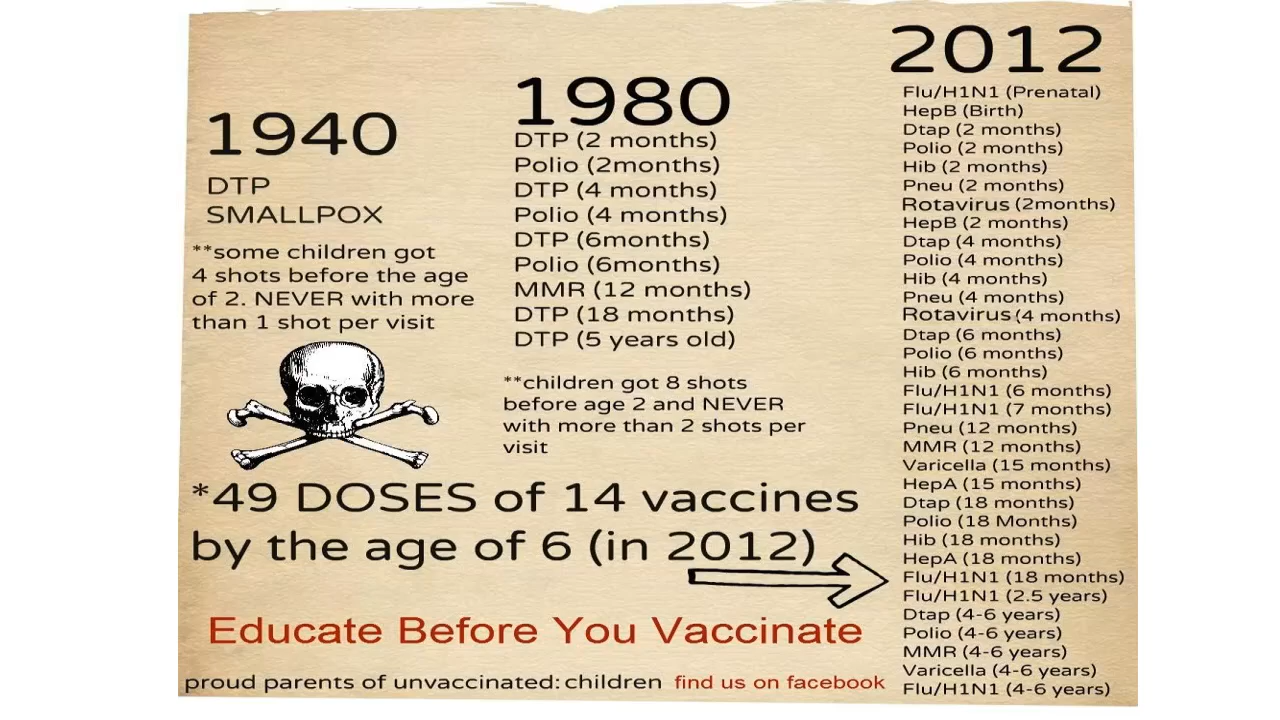 1940
DTP
SMALLPOX
**some children got
4 shots before the age
of 2. NEVER with more
than 1 shot per visit
1980
DTP (2 months)
Polio (2months)
DTP (4 months)
Polio (4 months)
DTP (6months)
Polio (6months)
MMR (12 months)
DTP (18 months)
DTP (5 years old)
**children got 8 shots
before age 2 and NEVER
with more than 2 shots per
visit
2012
Flu/H1N1 (Prenatal)
HepB (Birth)
Dtap (2 months)
Polio (2 months)
Hib (2 months)
Pneu (2 months)
Rotavirus (2months)
HepB (2 months)
Dtap (4 months)
Polio (4 months)
Hib (4 months)
Pneu (4 months)
Rotavirus (4 months)
Dtap (6 months)
Polio (6 months)
Hib (6 months)
Flu/H1N1 (6 months)
Flu/H1N1 (7 months)
Pneu (12 months)
MMR (12 months)
Varicella (15 months)
HepA (15 months)
Dtap (18 months)
Polio (18 Months)
Hib (18 months)
HepA (18 months)
Flu/H1N1 (18 months)
Flu/H1N1 (2.5 years)
Dtap (4-6 years)
Polio (4-6 years)
MMR (4-6 years)
Varicella (4-6 years)
Flu/H1N1 (4-6 years)
*49 DOSES of 14 vaccines
by the age of 6 (in 2012)
Educate Before You Vaccinate
proud parents of unvaccinated: children find us on facebook